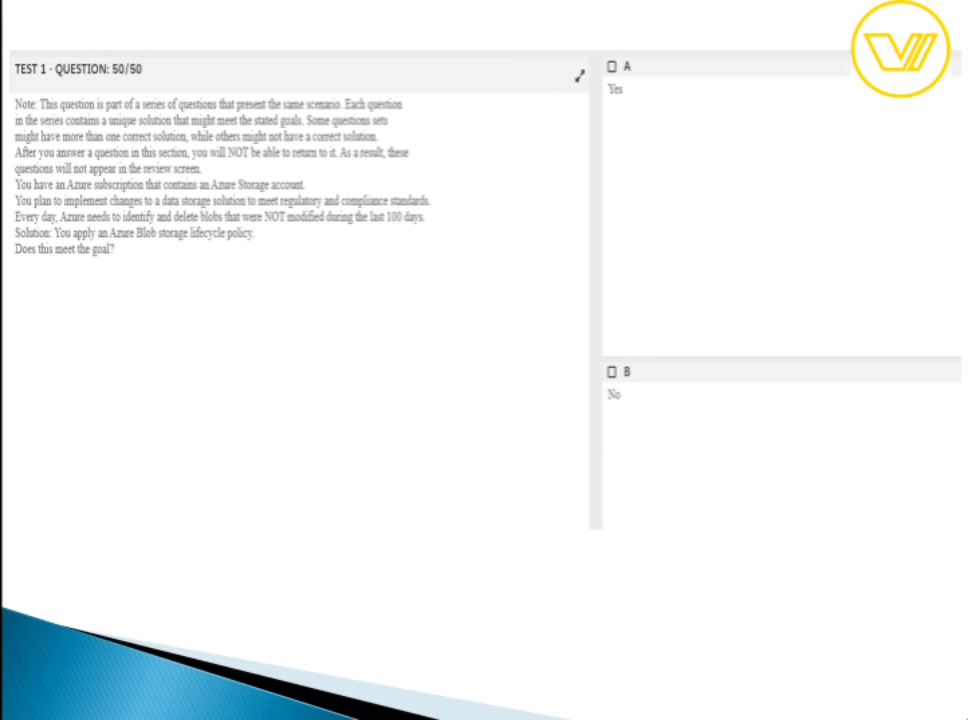 TEST 1 - QUESTION: 50/50
Note: This question is part of a series of questions that present the same scenario. Each question
in the series contains a unique solution that might meet the stated goals. Some questions sets
might have more than one correct solution, while others might not have a correct solution.
After you answer a question in this section, you will NOT be able to return to it. As a result, these
questions will not appear in the review screen.
You have an Azure subscription that contains an Azure Storage account.
You plan to implement changes to a data storage solution to meet regulatory and compliance standards.
Every day, Azure needs to identify and delete blobs that were NOT modified during the last 100 days.
Solution: You apply an Azure Blob storage lifecycle policy.
Does this meet the goal?
A
Yes
B
No